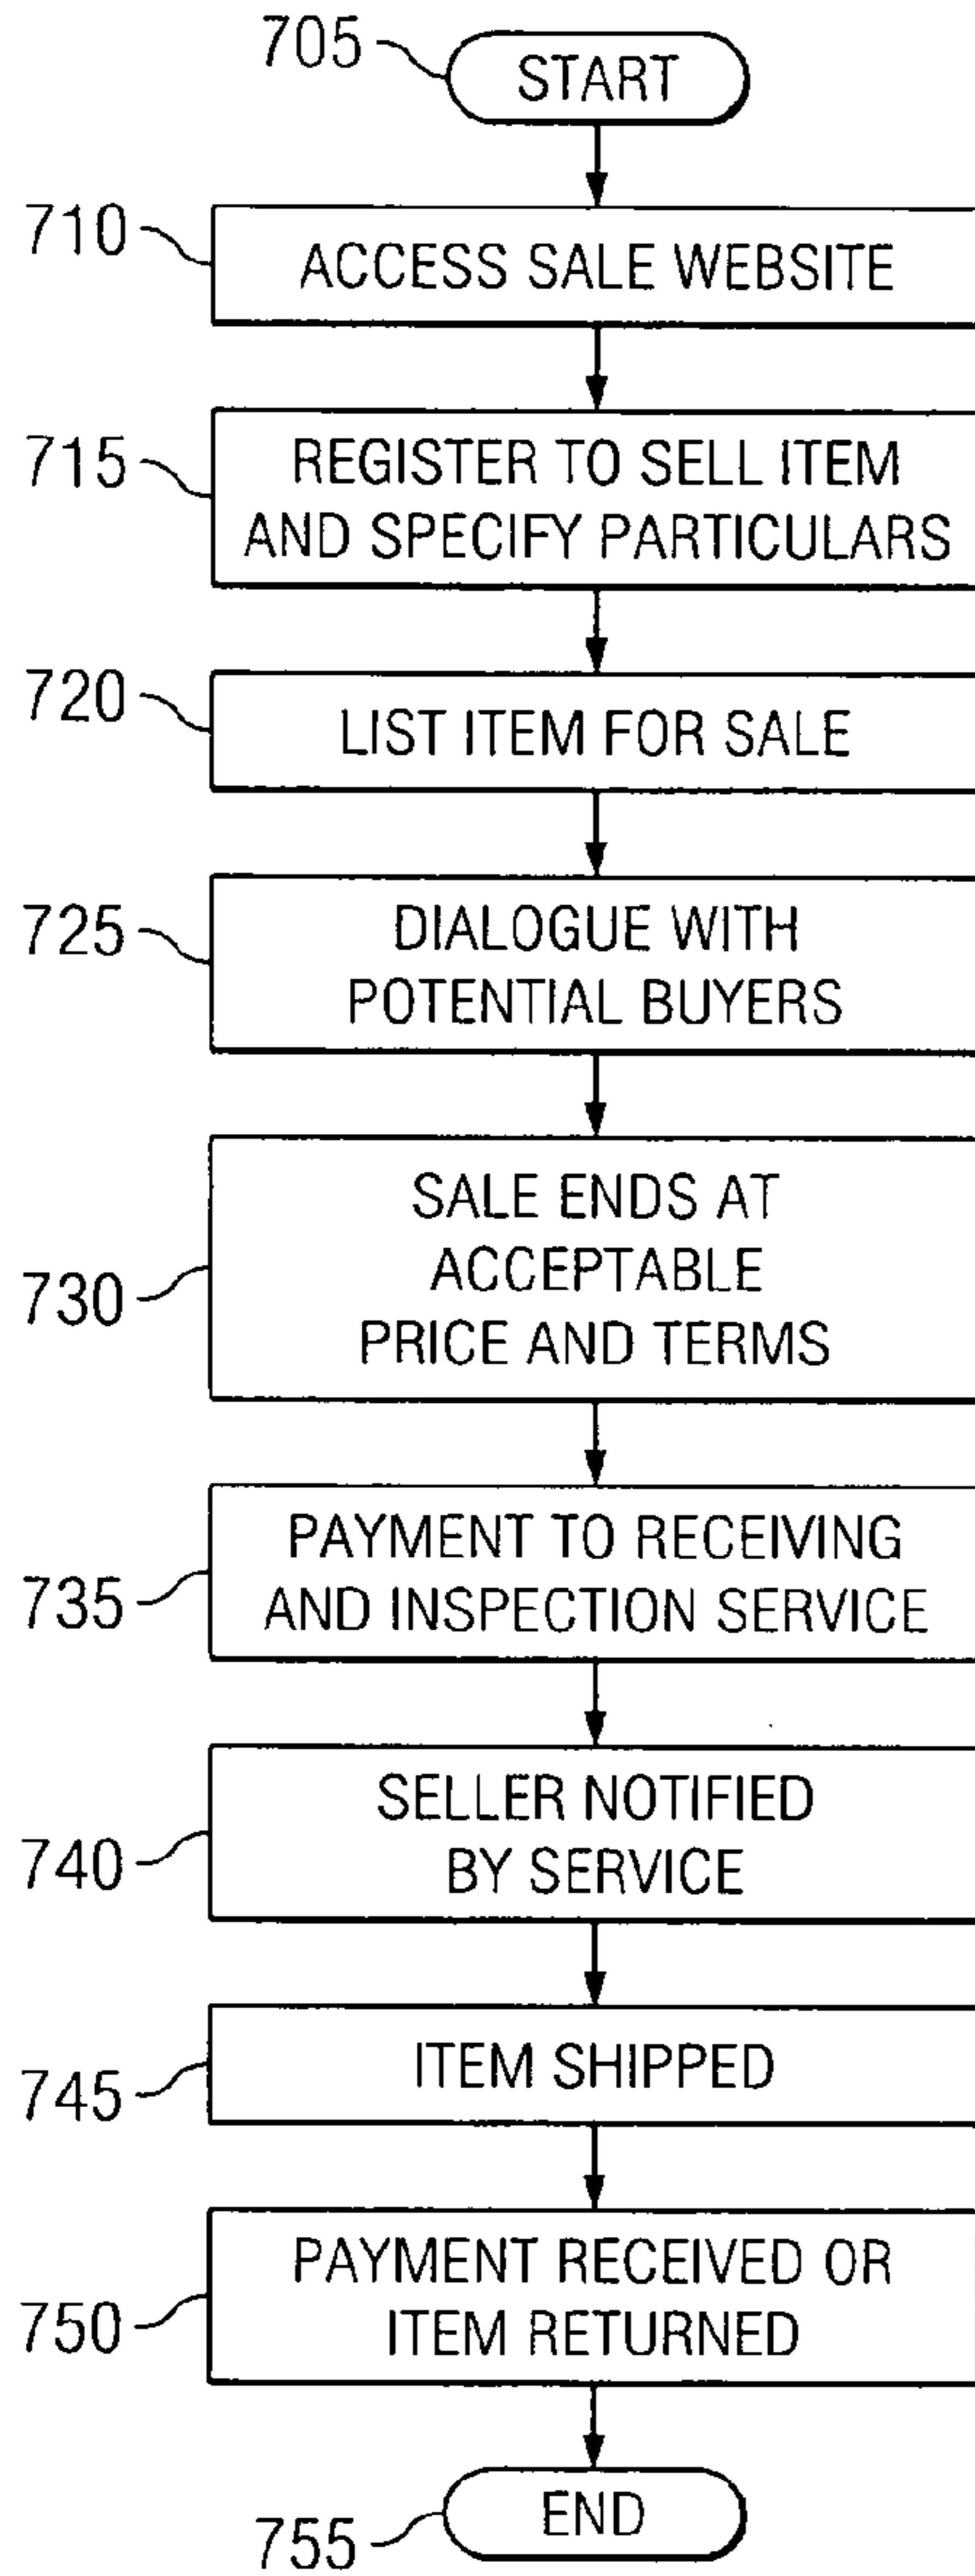 705
START
710
ACCESS SALE WEBSITE
715
REGISTER TO SELL ITEM
AND SPECIFY PARTICULARS
720
LIST ITEM FOR SALE
725
DIALOGUE WITH
POTENTIAL BUYERS
730
SALE ENDS AT
ACCEPTABLE
PRICE AND TERMS
735
PAYMENT TO RECEIVING
AND INSPECTION SERVICE
740
SELLER NOTIFIED
BY SERVICE
745
ITEM SHIPPED
750
PAYMENT RECEIVED OR
ITEM RETURNED
755
END